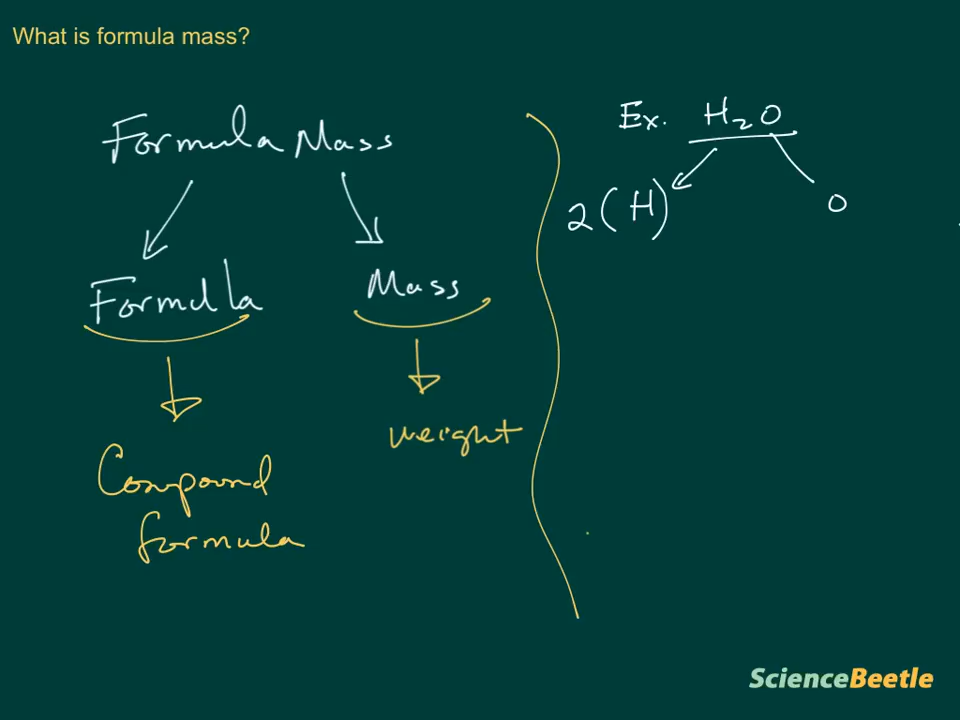 What is formula mass?
Formula Mass
Formula
Mass
weight
Compound
formula
Ex. H₂O
2(H)
O
ScienceBeetle